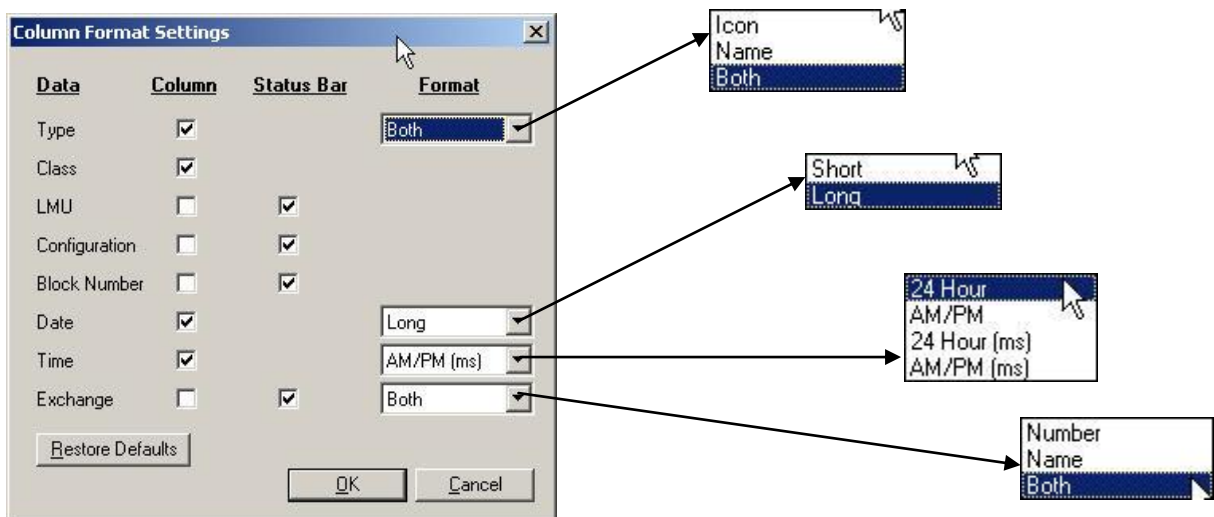 Column Format Settings
Data Column Status Bar Format
Type Both
Class
LMU
Configuration
Block Number
Date Long
Time AM/PM (ms)
Exchange Both
Restore Defaults
OK Cancel
Icon
Name
Both
Short
Long
24 Hour
AM/PM
24 Hour (ms)
AM/PM (ms)
Number
Name
Both